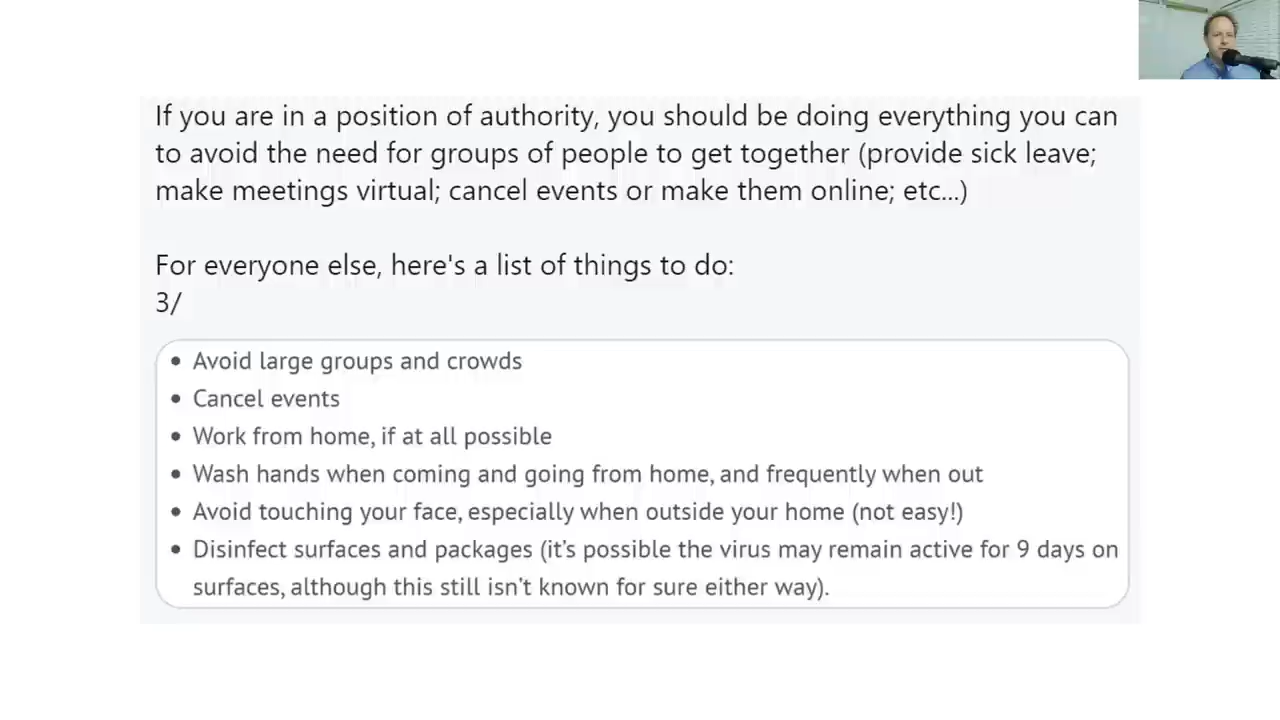 If you are in a position of authority, you should be doing everything you can
to avoid the need for groups of people to get together (provide sick leave;
make meetings virtual; cancel events or make them online; etc...)
For everyone else, here's a list of things to do:
3/
• Avoid large groups and crowds
• Cancel events
• Work from home, if at all possible
• Wash hands when coming and going from home, and frequently when out
• Avoid touching your face, especially when outside your home (not easy!)
• Disinfect surfaces and packages (it’s possible the virus may remain active for 9 days on
surfaces, although this still isn’t known for sure either way).